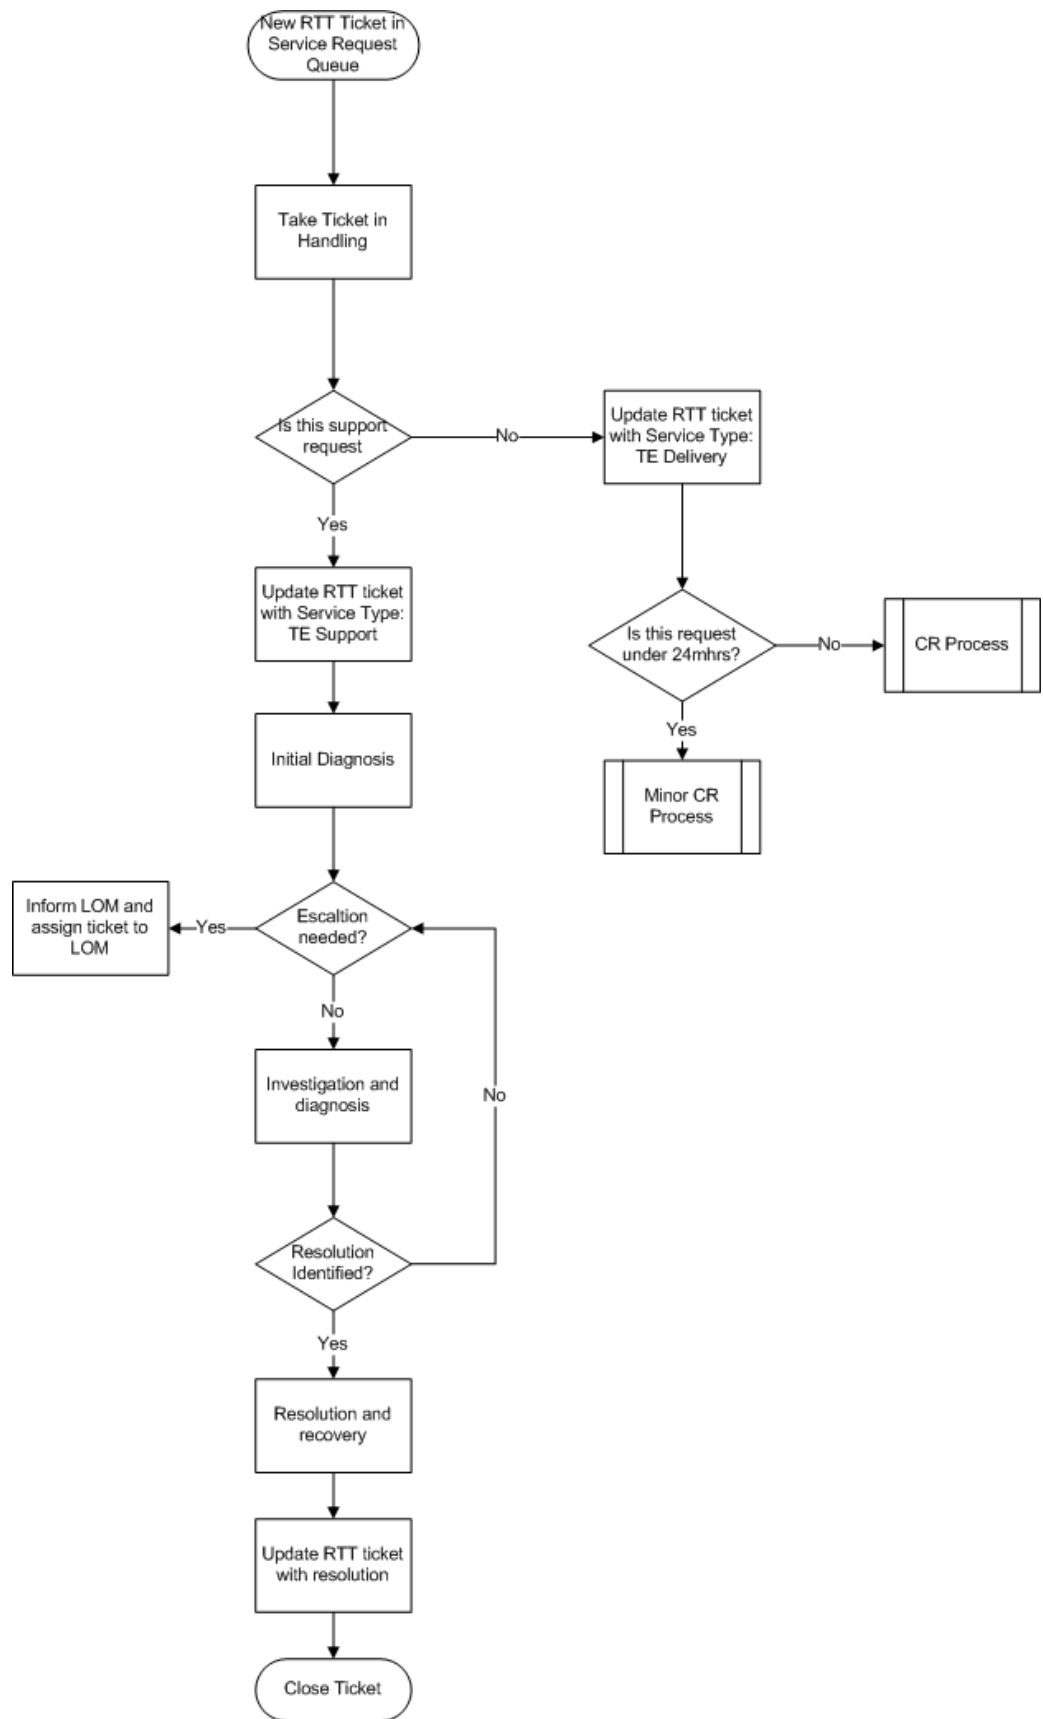 New RTT Ticket in
Service Request
Queue
Take Ticket in
Handling
Is this support
request
No
Update RTT ticket
with Service Type:
TE Delivery
Yes
Update RTT ticket
with Service Type:
TE Support
Is this request
under 24mhrs?
No
CR Process
Yes
Initial Diagnosis
Minor CR
Process
Inform LOM and
assign ticket to
LOM
Yes
Escaltion
needed?
No
Investigation and
diagnosis
No
Resolution
Identified?
Yes
Resolution and
recovery
Update RTT ticket
with resolution
Close Ticket